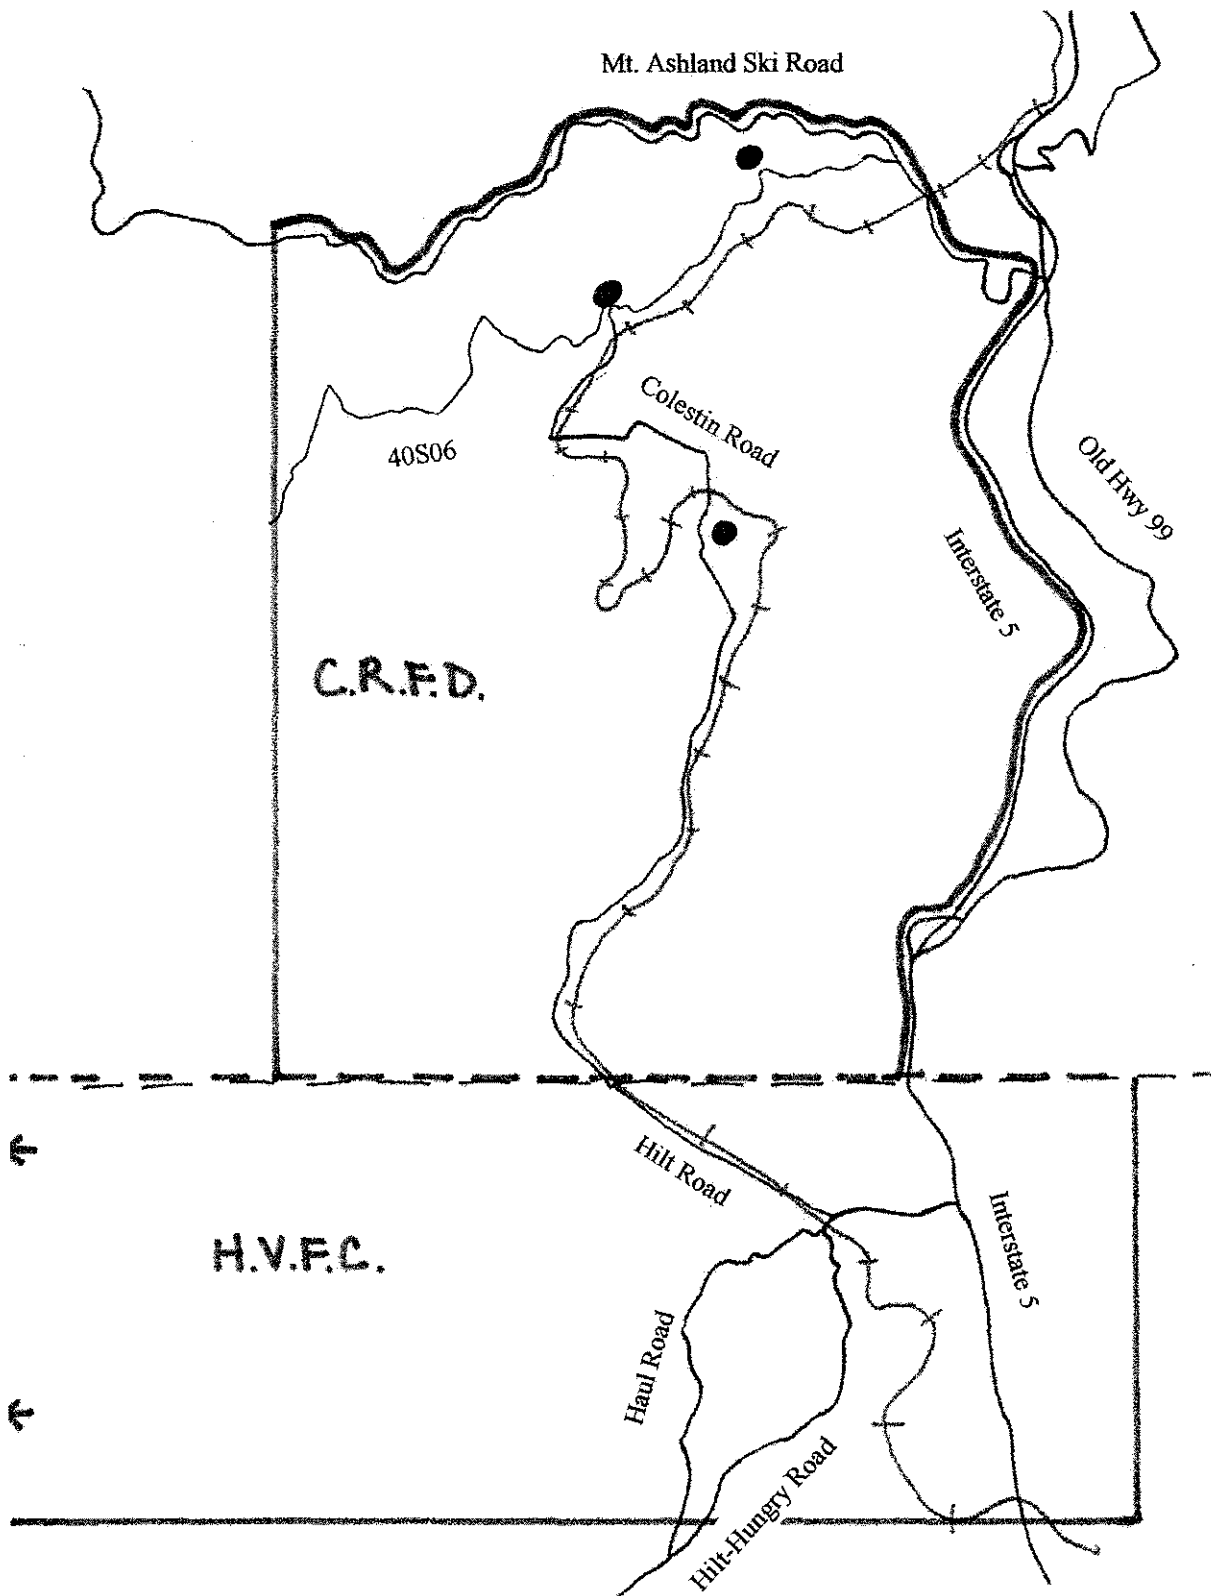 Mt. Ashland Ski Road
Colestin Road
40S06
Old Hwy 99
Interstate 5
C.R.F.D.
Hilt Road
Interstate 5
H.V.F.C.
Haul Road
Hilt-Hungry Road